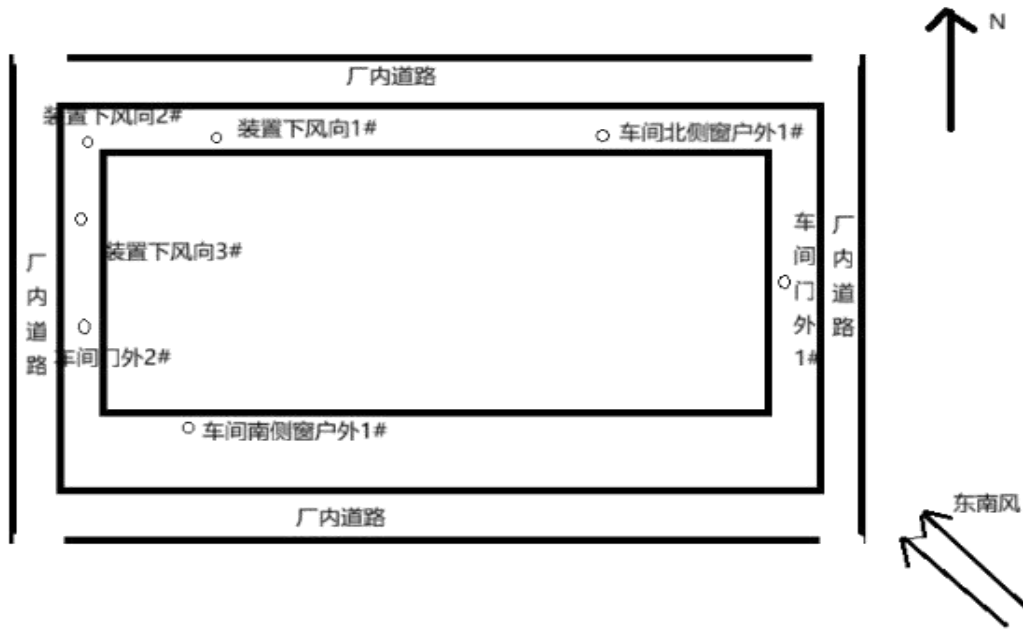 N
厂内道路
装置下风向2#
装置下风向1#
车间北侧窗户外1#
装置下风向3#
车间门外1#
厂内道路
厂内道路
车间门外2#
车间南侧窗户外1#
东南风
厂内道路